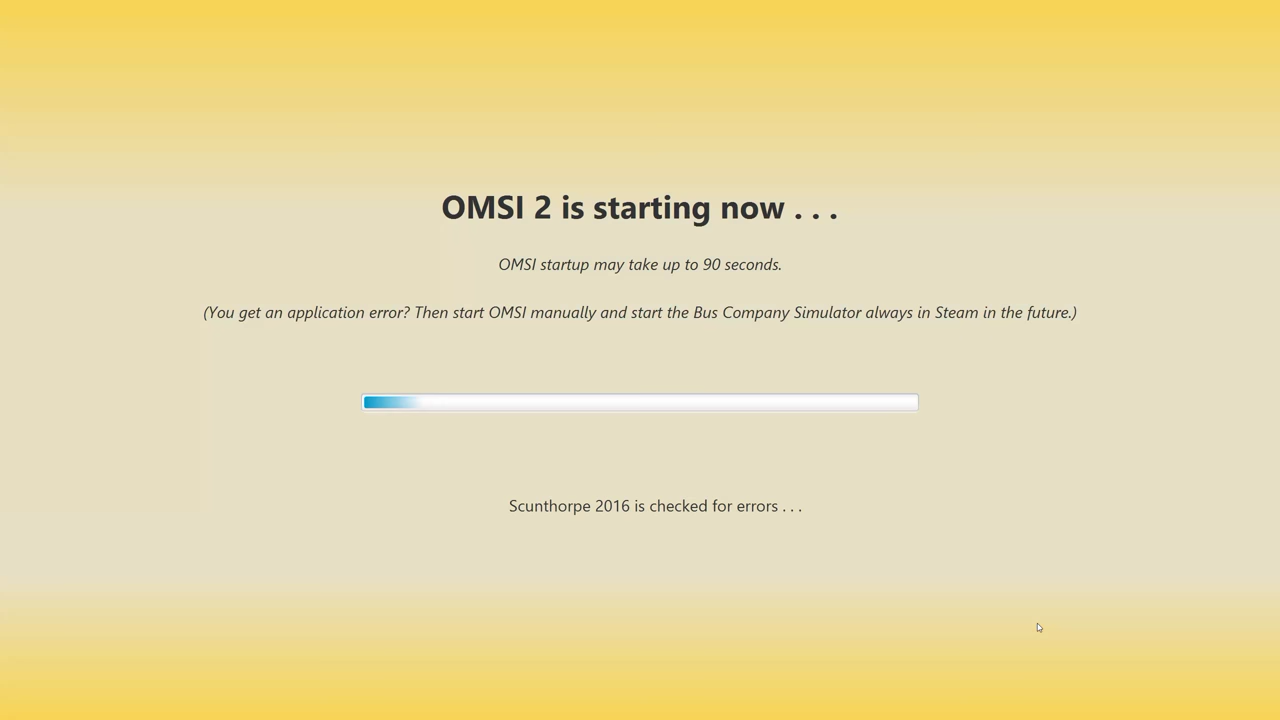 OMSI 2 is starting now . . .
OMSI startup may take up to 90 seconds.
(You get an application error? Then start OMSI manually and start the Bus Company Simulator always in Steam in the future.)
Scunthorpe 2016 is checked for errors . . .